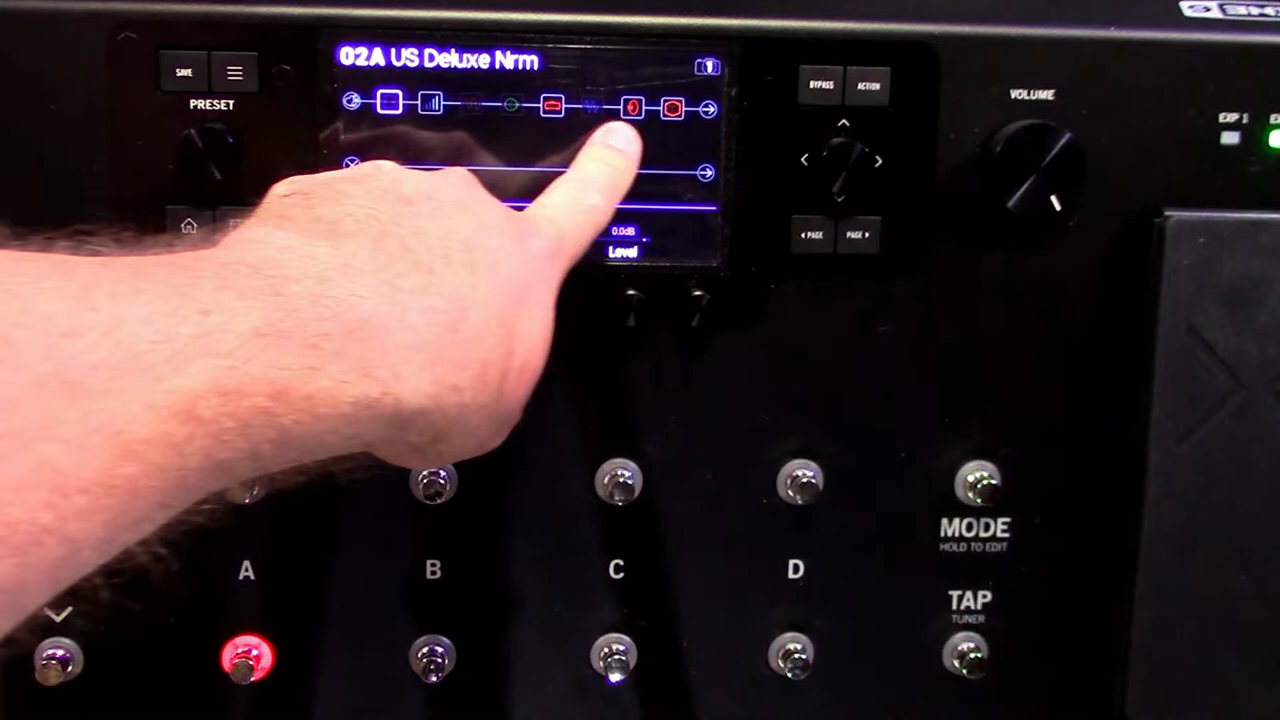 02A US Deluxe Nrm
SAVE
PRESET
BYPASS
ACTION
VOLUME
EXP 1
0.0dB
Level
PAGE
PAGE
A
B
C
D
MODE
HOLD TO EDIT
TAP
TUNER